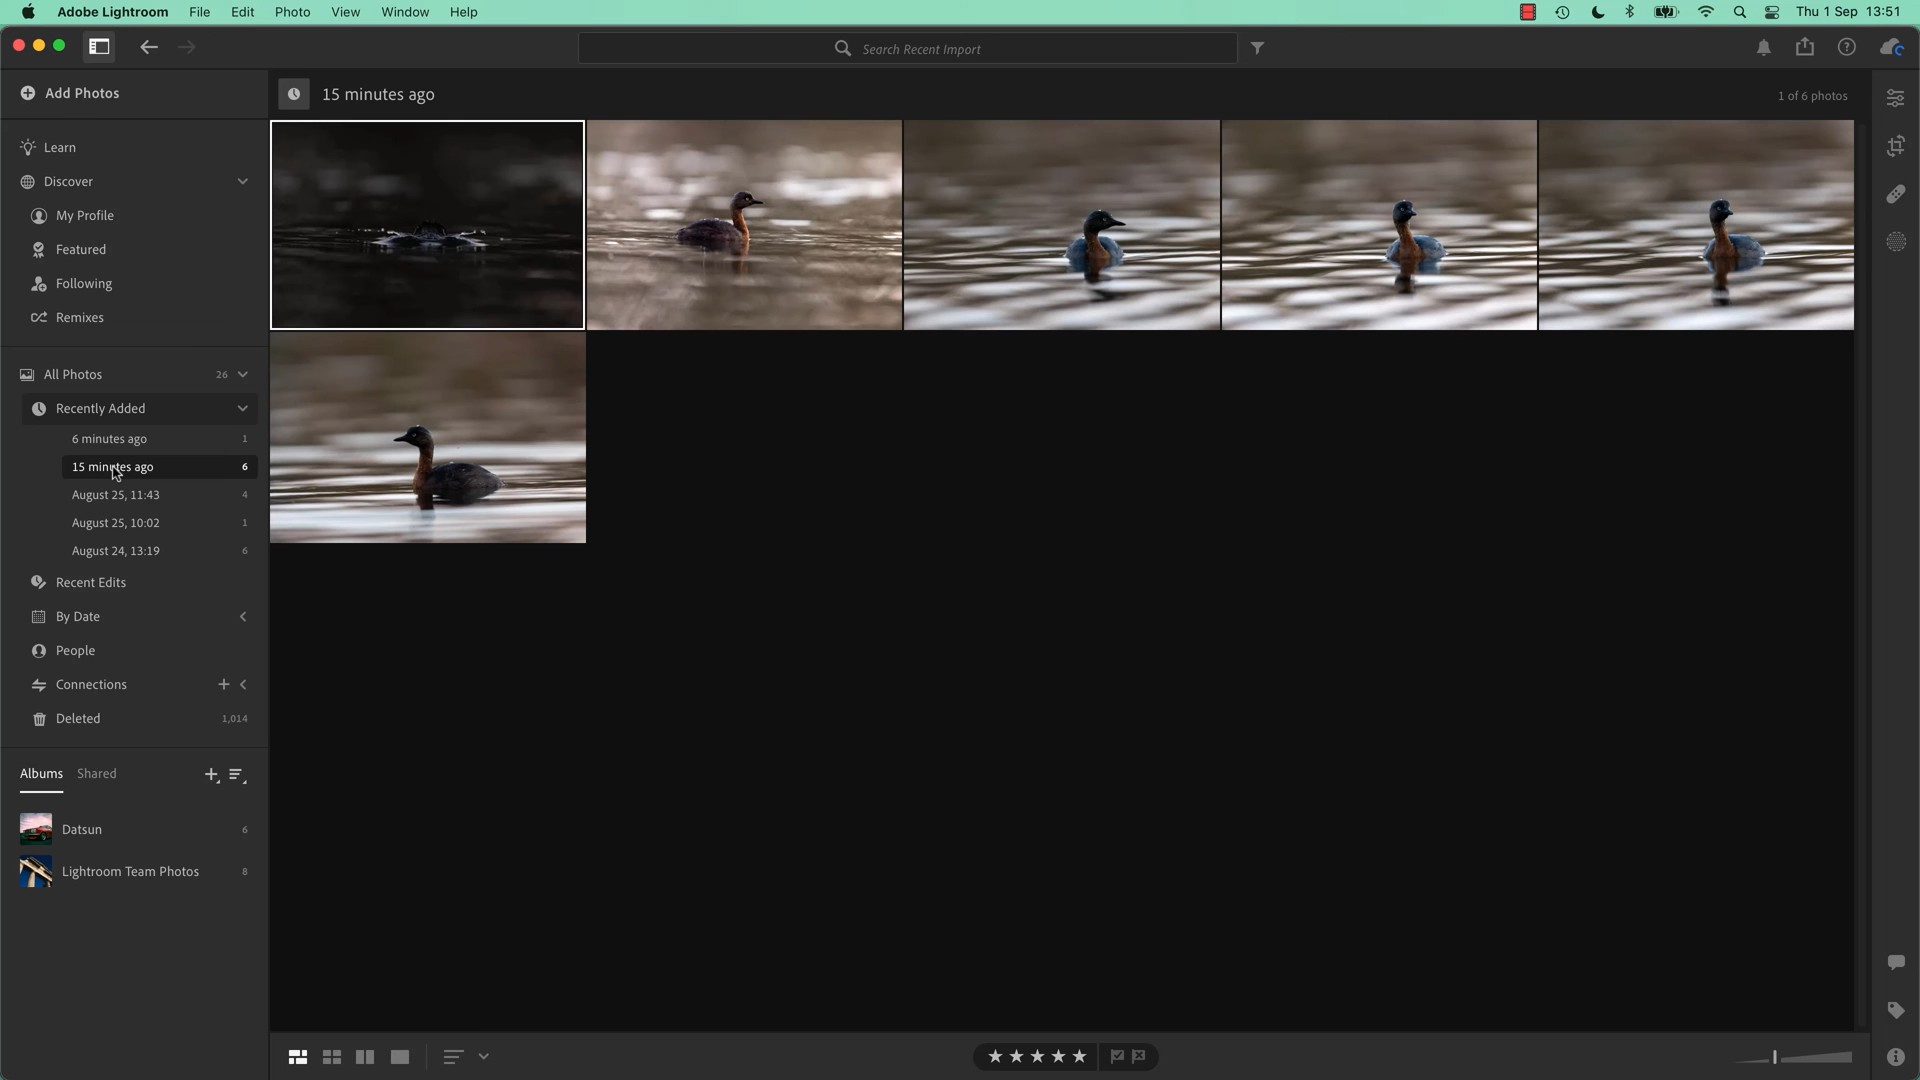 Adobe Lightroom File Edit Photo View Window Help Thu 1 Sep 13:51
Search Recent Import
Add Photos
15 minutes ago
1 of 6 photos
Learn
Discover
My Profile
Featured
Following
Remixes
All Photos 26
Recently Added
6 minutes ago 1
15 minutes ago 6
August 25, 11:43 4
August 25, 10:02 1
August 24, 13:19 6
Recent Edits
By Date
People
Connections
Deleted 1,014
Albums Shared
Datsun 6
Lightroom Team Photos 8